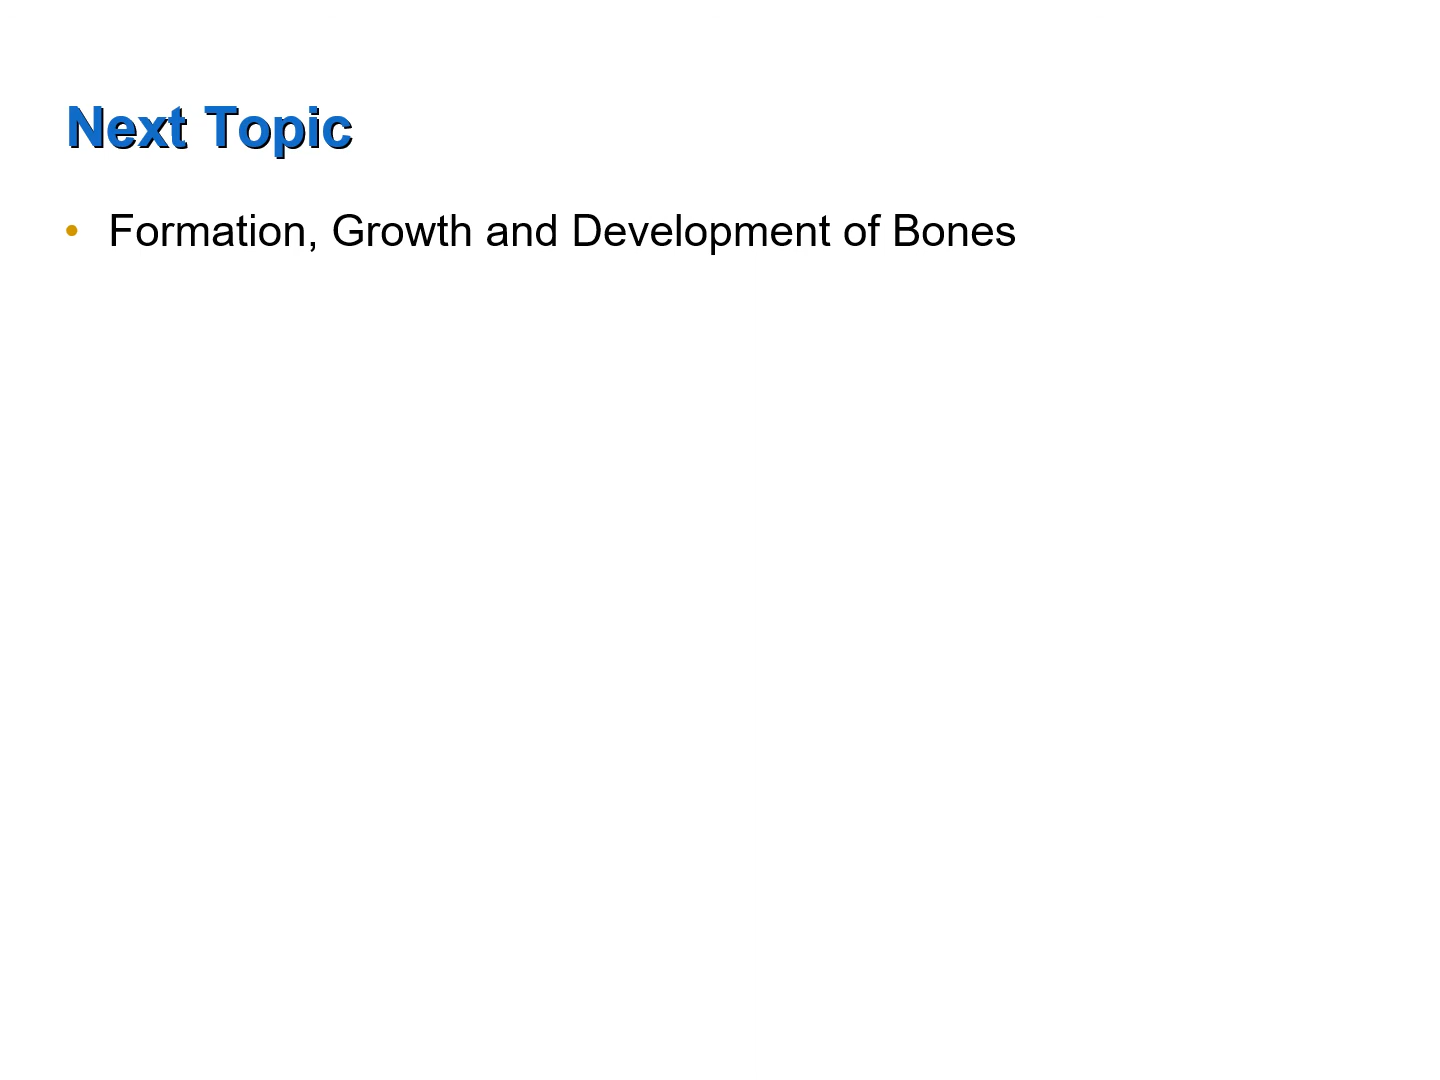 Next Topic
• Formation, Growth and Development of Bones